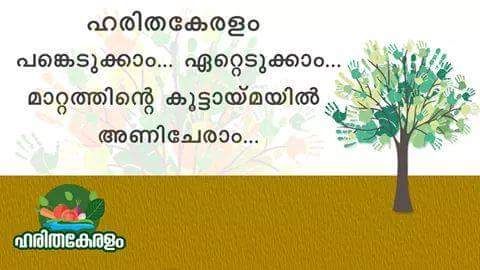 ഹരിതകേരളം
പങ്കെടുക്കാം... ഏറ്റെടുക്കാം...
മാറ്റത്തിന്റെ കൂട്ടായ്മയിൽ
അണിചേരാം...
ഹരിതകേരളം